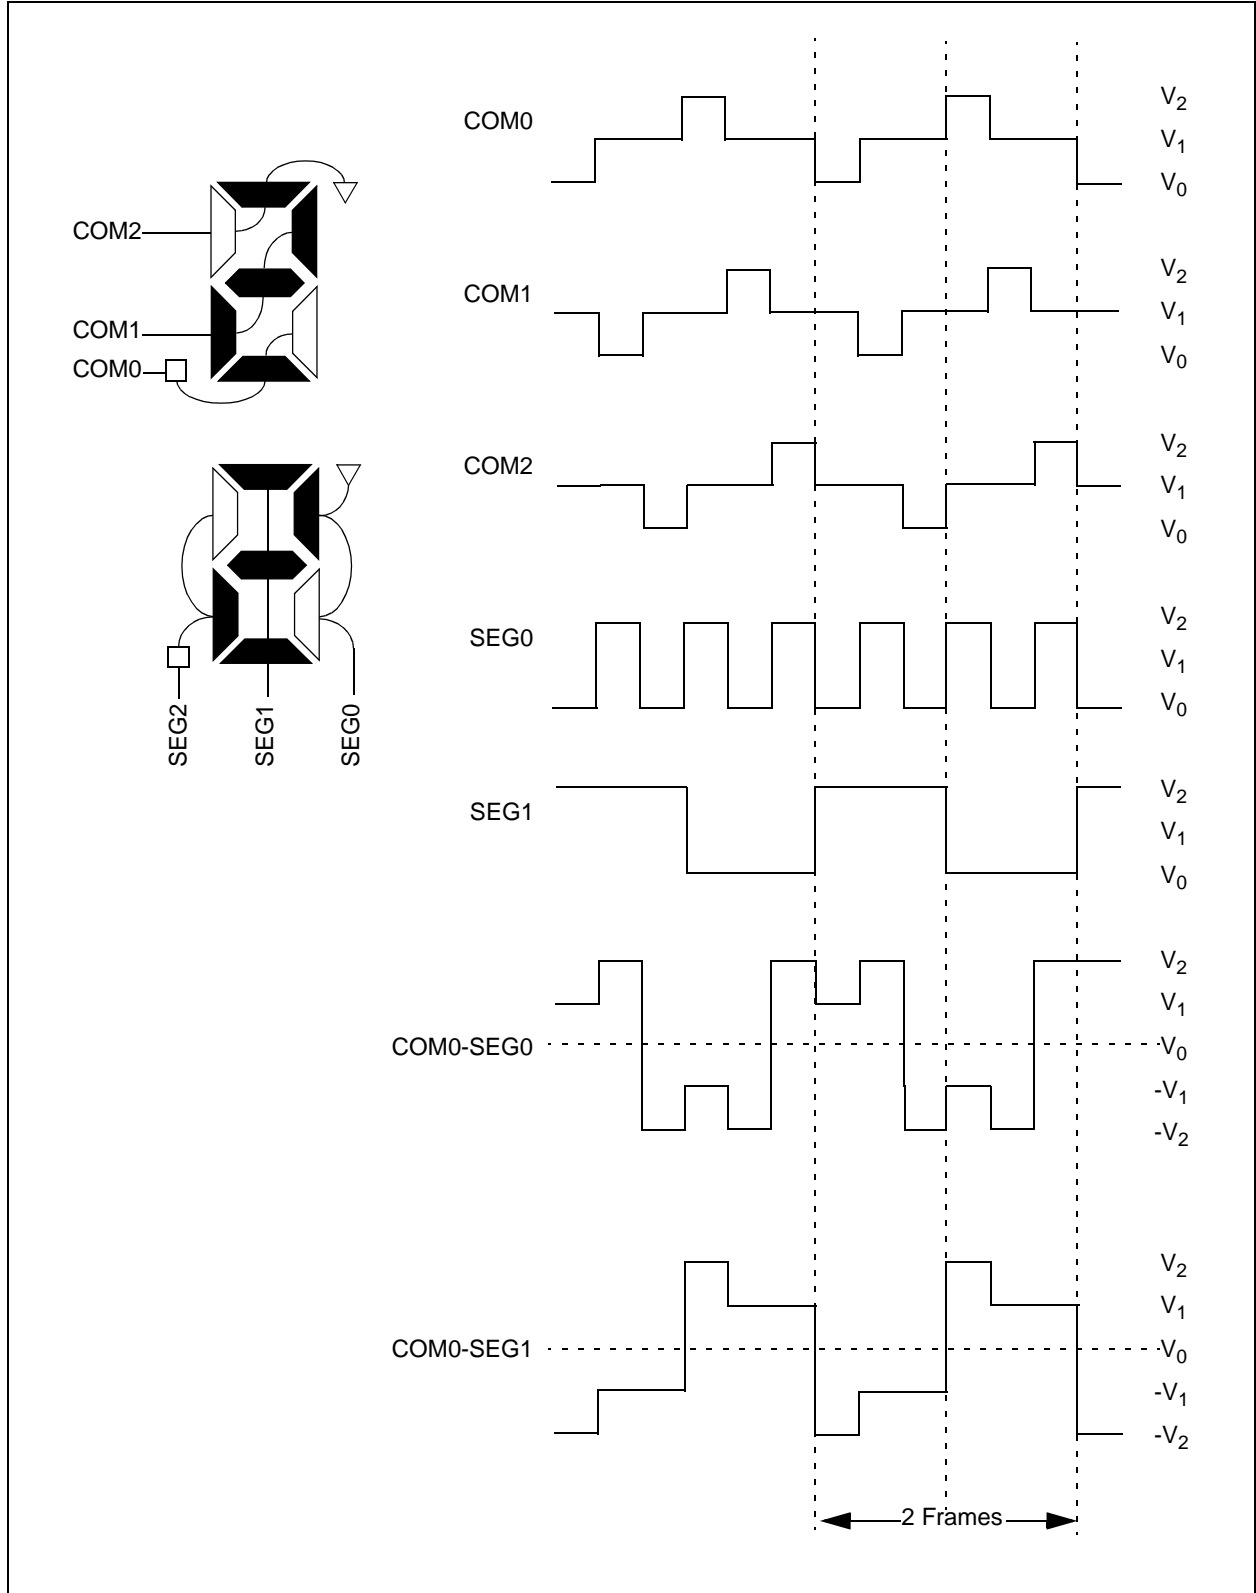 COM0
V2
V1
V0
COM2
COM1
COM0
COM1
V2
V1
V0
COM2
V2
V1
V0
SEG0
V2
V1
V0
SEG2
SEG1
SEG0
SEG1
V2
V1
V0
COM0-SEG0
V2
V1
V0
-V1
-V2
COM0-SEG1
V2
V1
V0
-V1
-V2
2 Frames